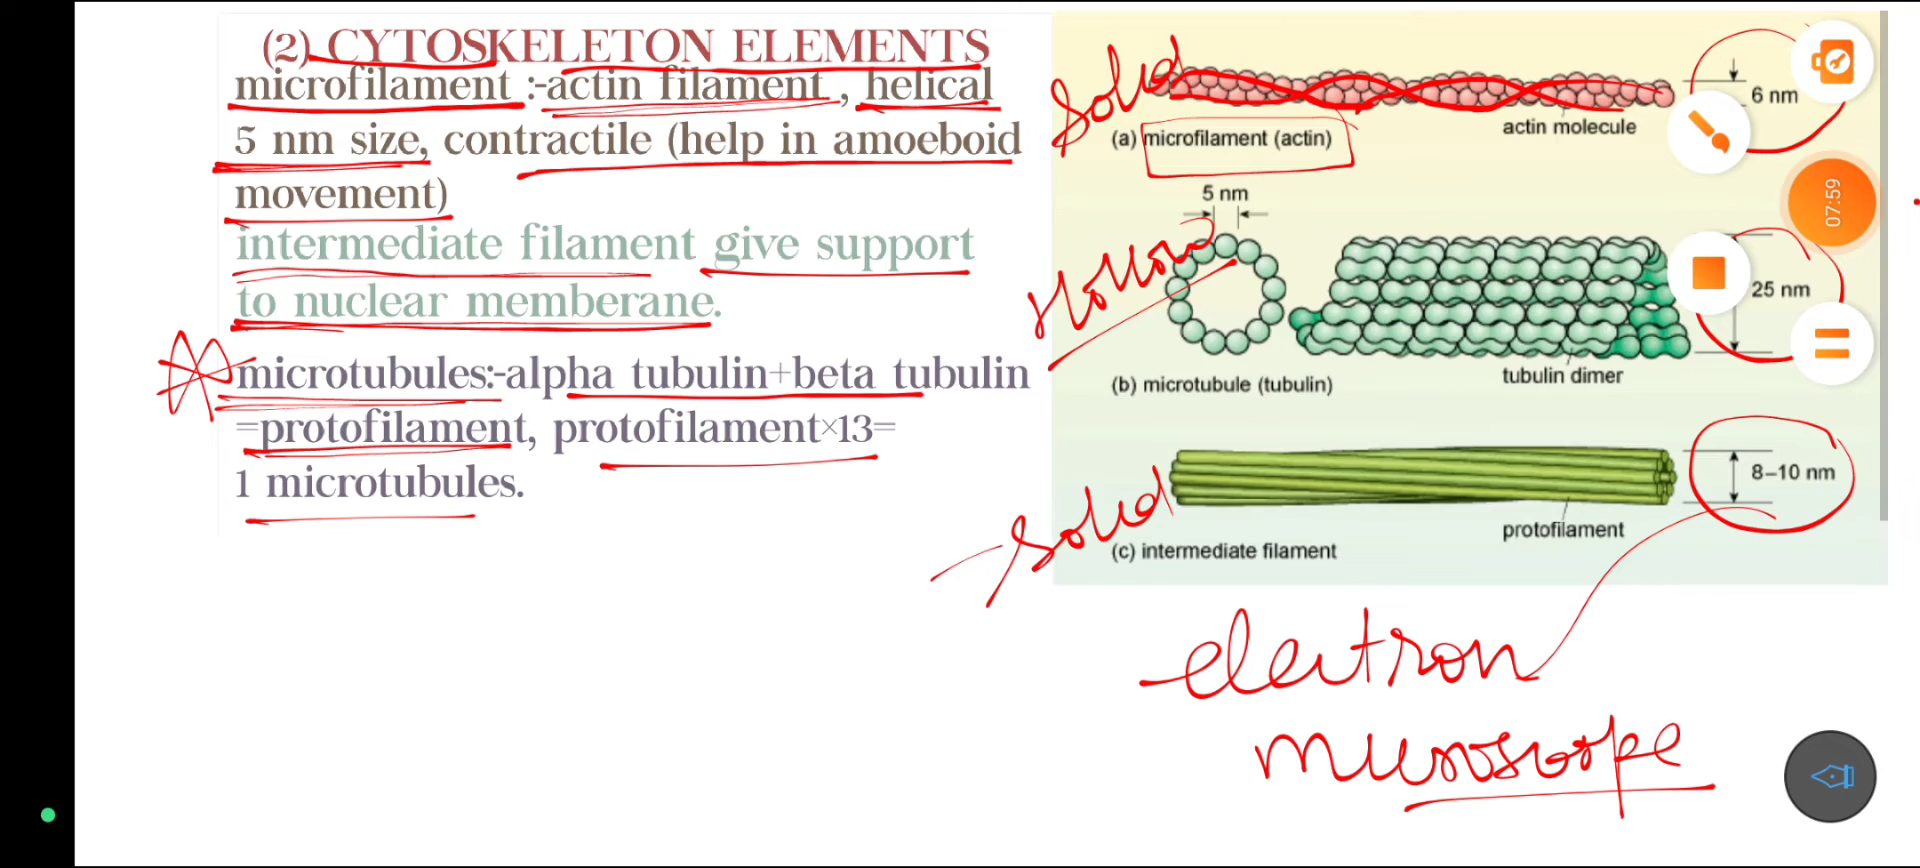 (2) CYTOSKELETON ELEMENTS
microfilament :-actin filament , helical
5 nm size, contractile (help in amoeboid
movement)
intermediate filament give support
to nuclear memberane.
microtubules:-alpha tubulin+beta tubulin
=protofilament, protofilament×13=
1 microtubules.
Solid
6 nm
actin molecule
(a) microfilament (actin)
5 nm
Hollow
25 nm
tubulin dimer
(b) microtubule (tubulin)
Solid
8–10 nm
protofilament
(c) intermediate filament
electron
microscope
07:59